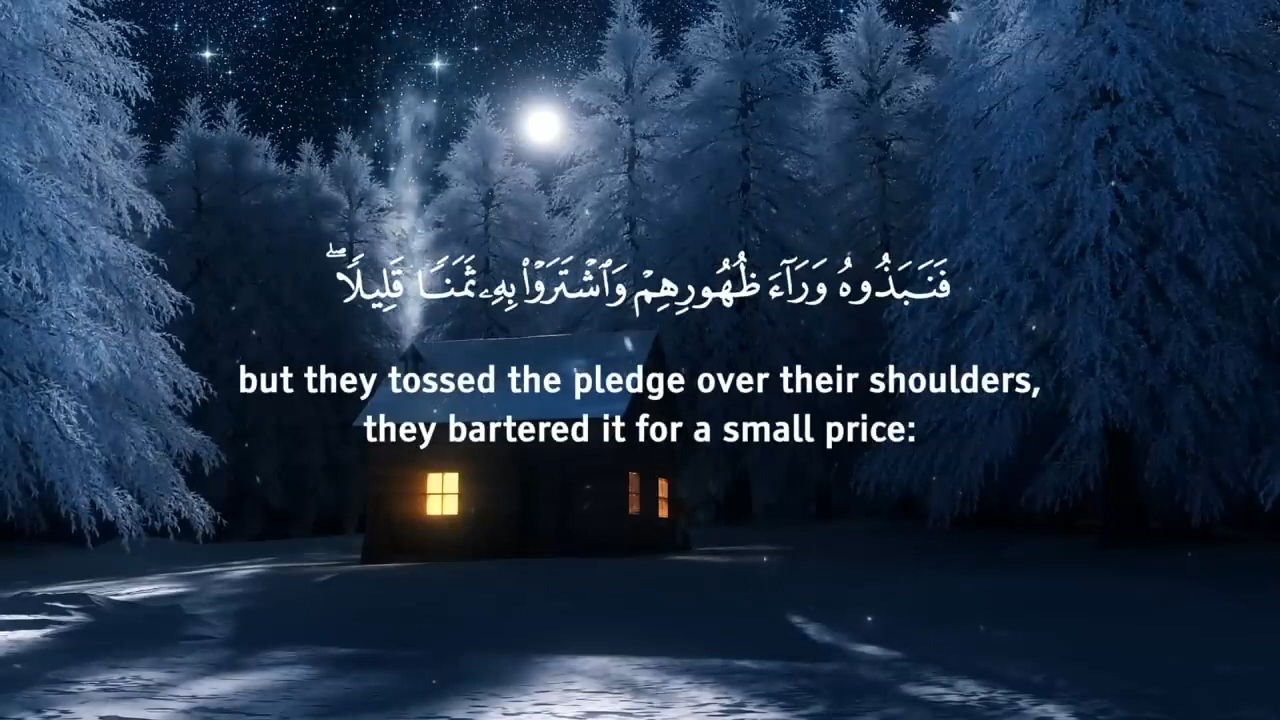 فَنَبَذُوهُ وَرَآءَ ظُهُورِهِمْ وَٱشْتَرَوْا۟ بِهِۦ ثَمَنًا قَلِيلًا ۖ
but they tossed the pledge over their shoulders,
they bartered it for a small price: